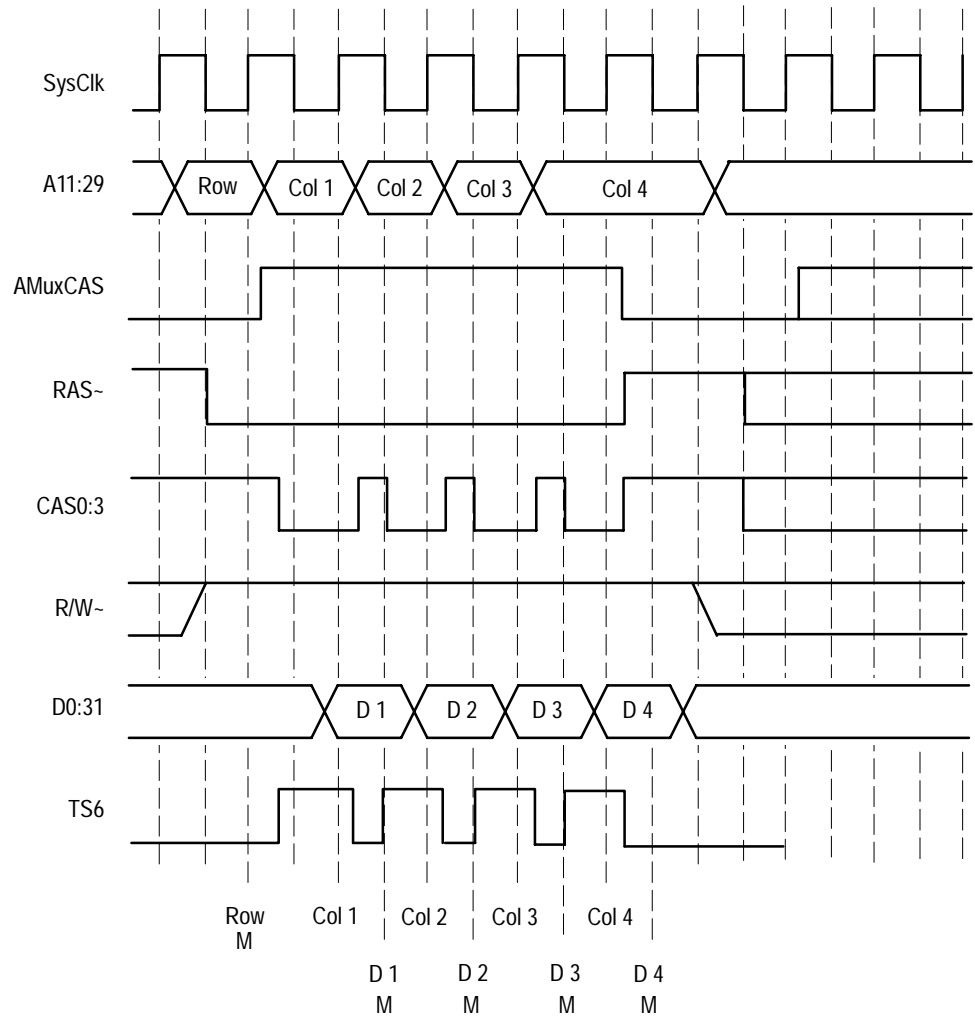 SysClk
A11:29
Row Col 1 Col 2 Col 3 Col 4
AMuxCAS
RAS~
CAS0:3
R/W~
D0:31
D 1 D 2 D 3 D 4
TS6
Row Col 1 Col 2 Col 3 Col 4
M
D 1 D 2 D 3 D 4
M M M M